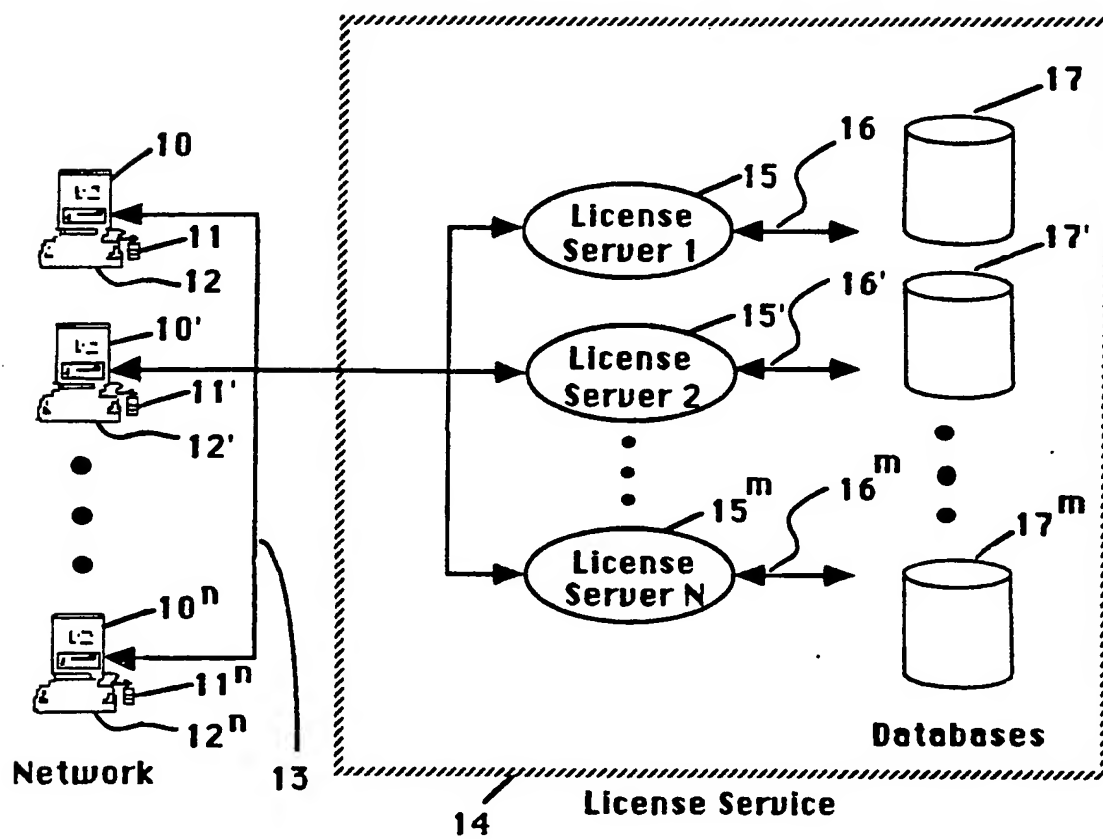 17
10
16
15
License
Server 1
11
12
17'
16'
10'
15'
License
Server 2
11'
12'
15^m
16^m
17^m
License
Server N
10^n
11^n
12^n
Databases
Network
13
14
License Service